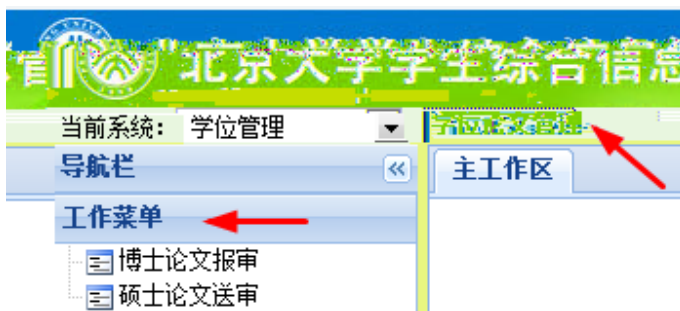 北京大学学生综合信息
当前系统： 学位管理
导航栏
主工作区
工作菜单
博士论文报审
硕士论文送审